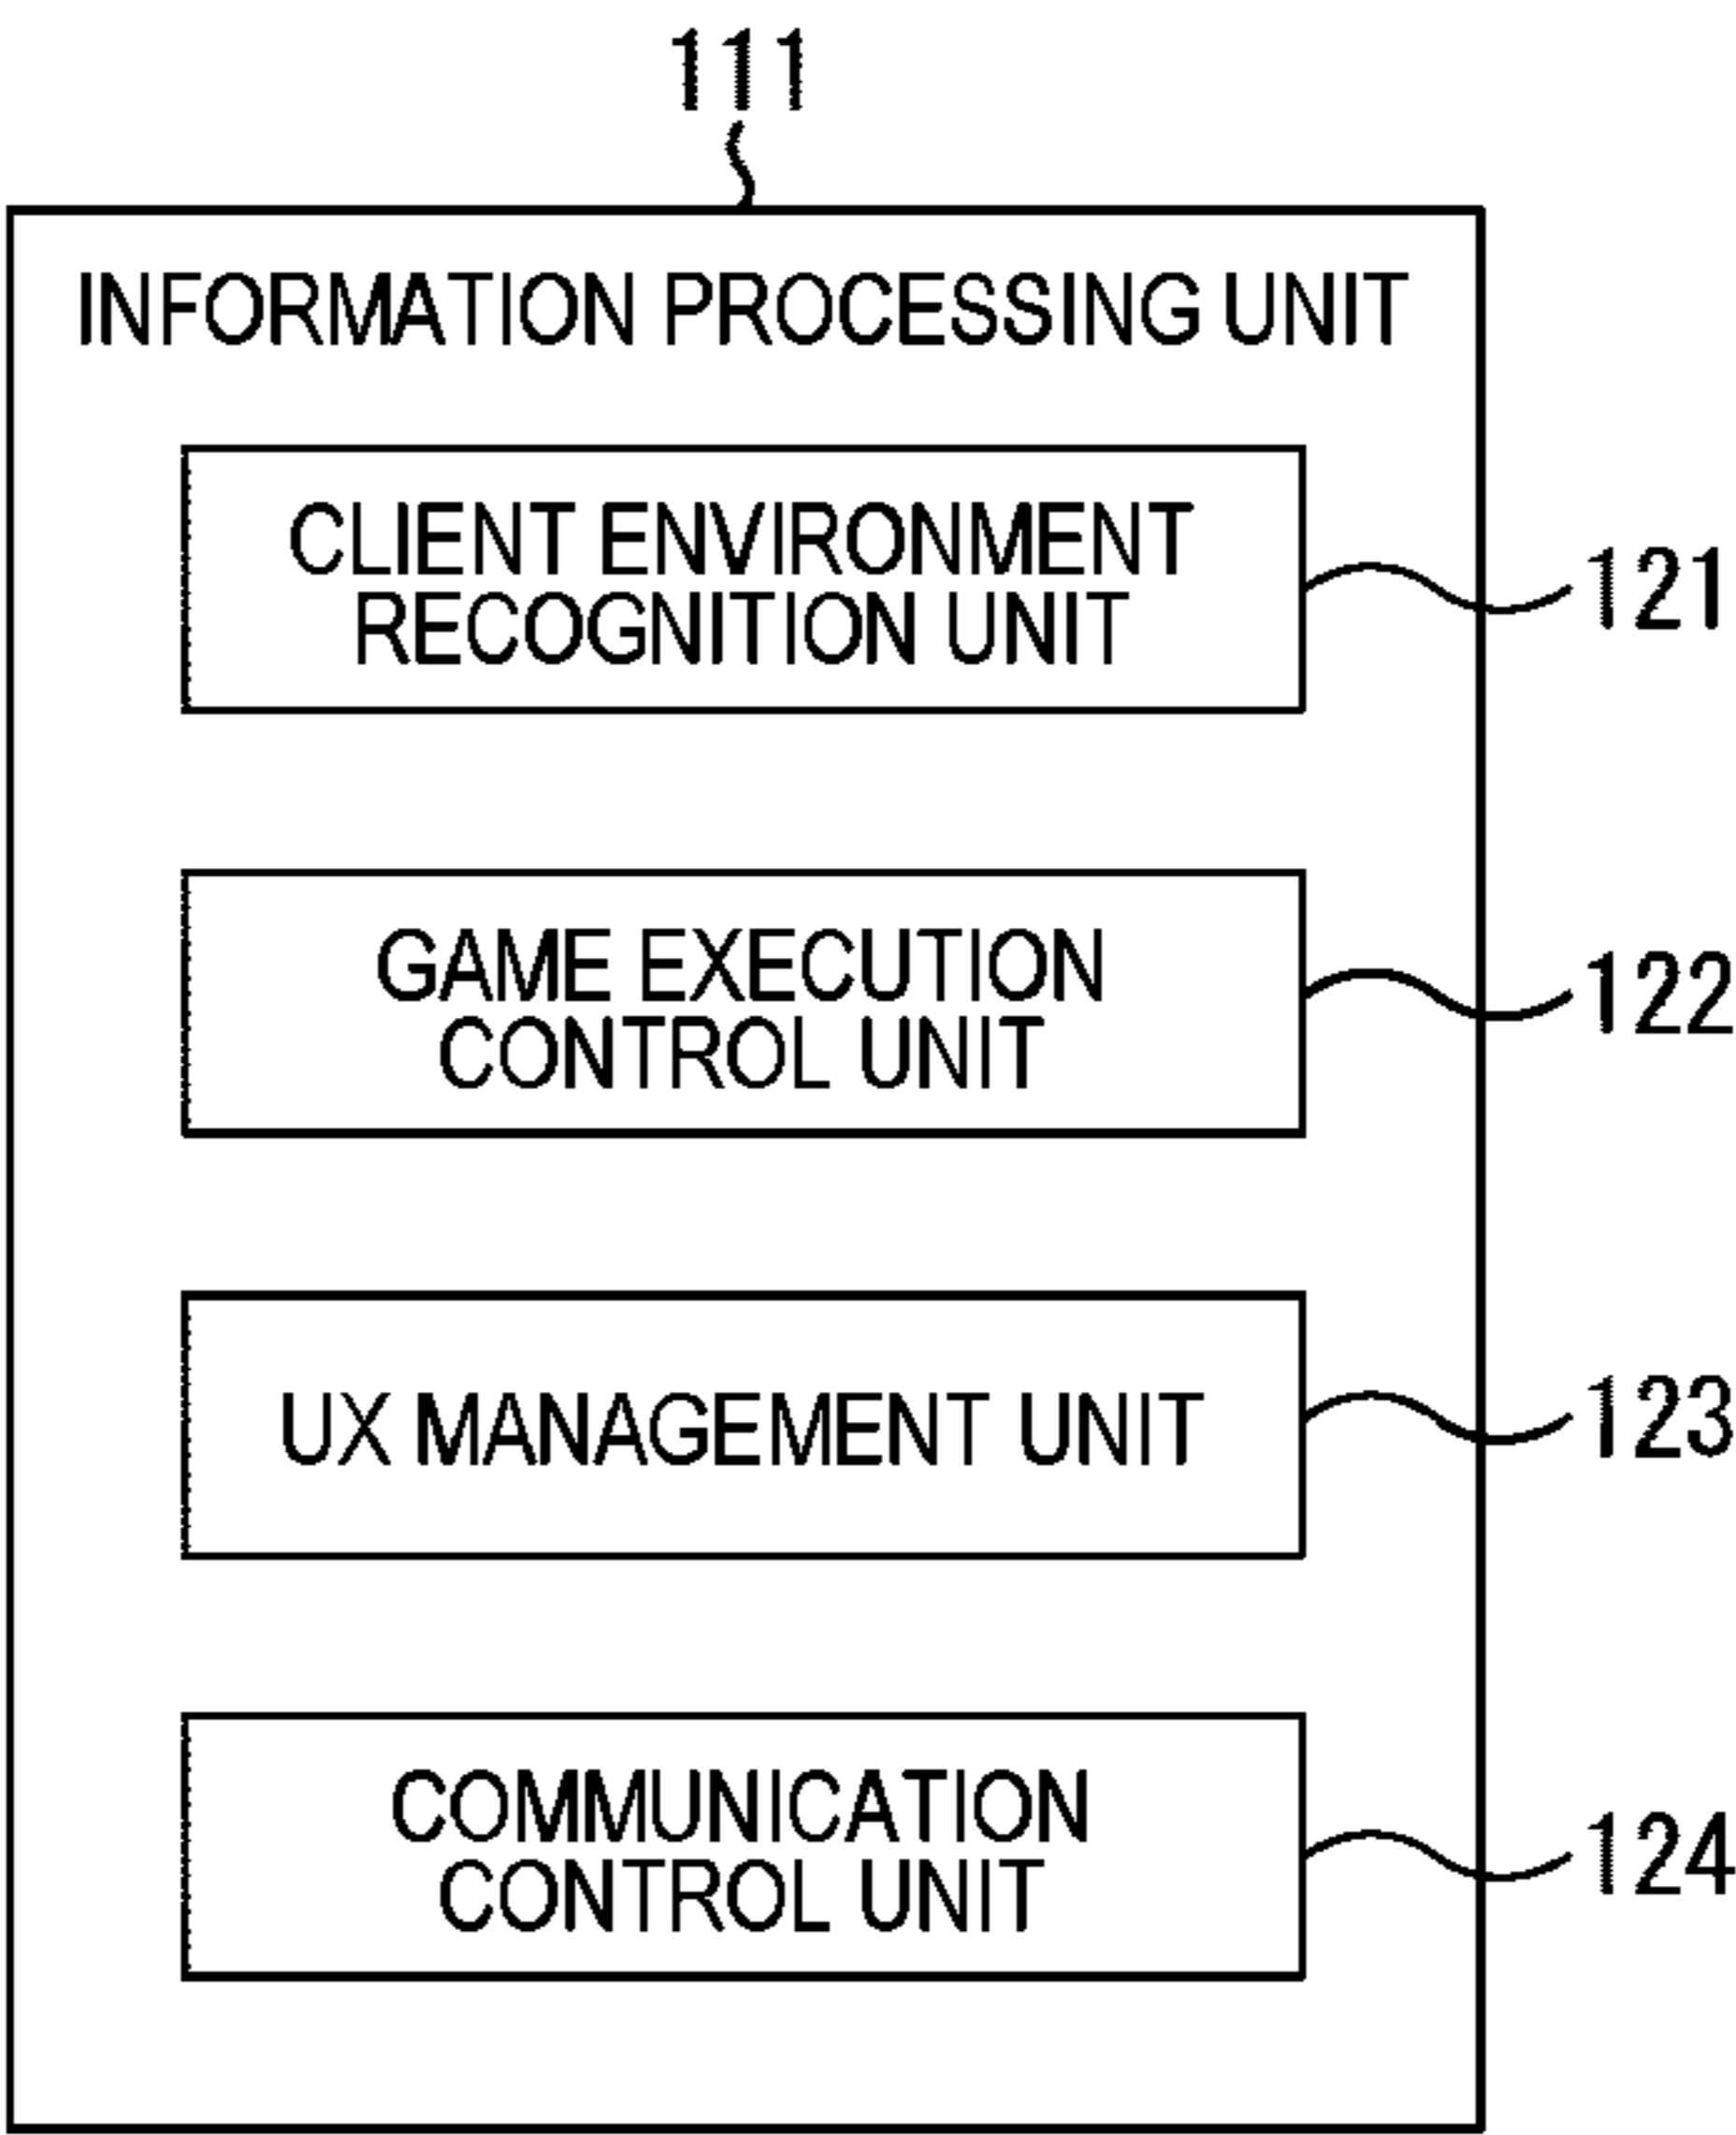 111
INFORMATION PROCESSING UNIT
CLIENT ENVIRONMENT
RECOGNITION UNIT
121
GAME EXECUTION
CONTROL UNIT
122
UX MANAGEMENT UNIT
123
COMMUNICATION
CONTROL UNIT
124